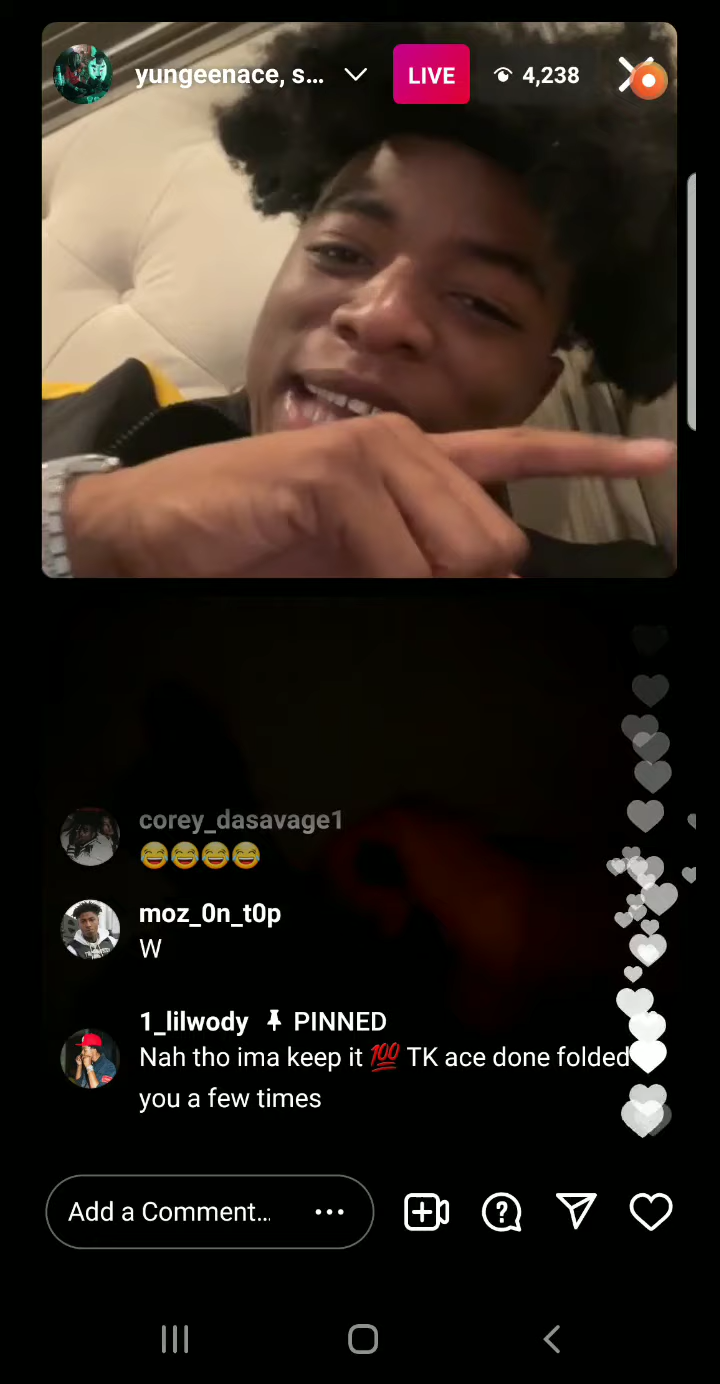 yungeenace, s...
LIVE
4,238
corey_dasavage1
😂😂😂😂
moz_0n_t0p
W
1_lilwody PINNED
Nah tho ima keep it 💯 TK ace done folded
you a few times
Add a Comment...